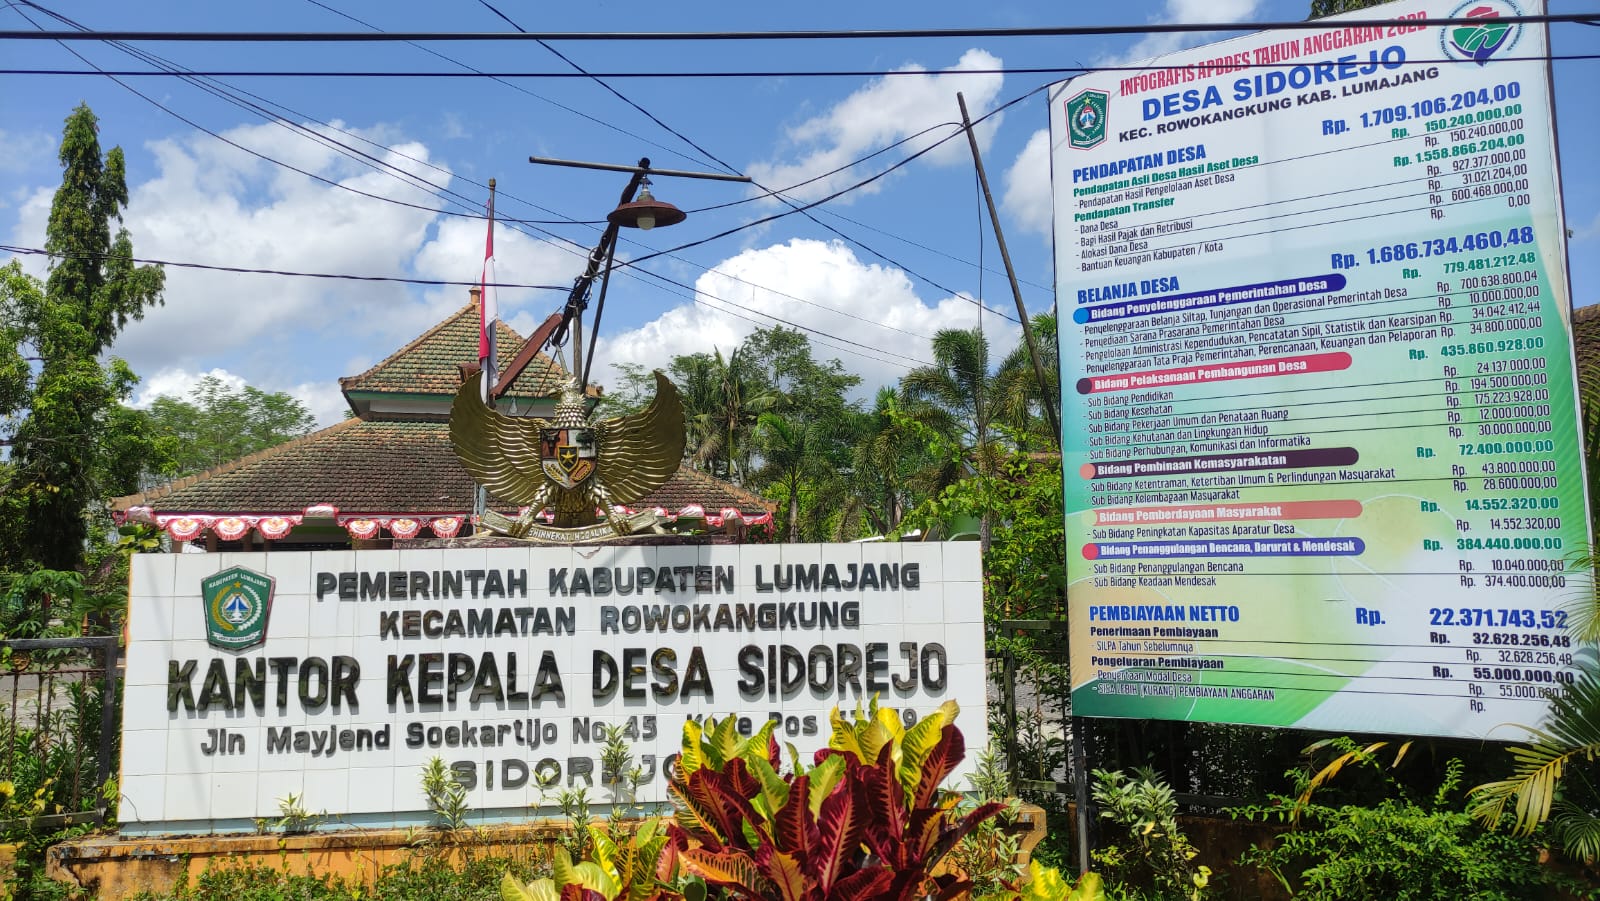 KABUPATEN LUMAJANG
PEMERINTAH KABUPATEN LUMAJANG
KECAMATAN ROWOKANGKUNG
KANTOR KEPALA DESA SIDOREJO
Jln Mayjend Soekartijo No 45 Pos
SIDOREJO
INFOGRAFIS APBDES TAHUN ANGGARAN 2022
DESA SIDOREJO
KEC. ROWOKANGKUNG KAB. LUMAJANG
PENDAPATAN DESA Rp. 1.709.106.204,00
Pendapatan Asli Desa Hasil Aset Desa Rp. 150.240.000,00
- Pendapatan Hasil Pengelolaan Aset Desa Rp. 150.240.000,00
Pendapatan Transfer Rp. 1.558.866.204,00
- Dana Desa Rp. 927.377.000,00
- Bagi Hasil Pajak dan Retribusi Rp. 31.021.204,00
- Alokasi Dana Desa Rp. 600.468.000,00
- Bantuan Keuangan Kabupaten / Kota Rp. 0,00
BELANJA DESA Rp. 1.686.734.460,48
Bidang Penyelenggaraan Pemerintahan Desa Rp. 779.481.212,48
- Penyelenggaraan Belanja Siltap, Tunjangan dan Operasional Pemerintah Desa Rp. 700.638.800,04
- Penyediaan Sarana Prasarana Pemerintahan Desa Rp. 10.000.000,00
- Pengelolaan Administrasi Kependudukan, Pencatatan Sipil, Statistik dan Kearsipan Rp. 34.042.412,44
- Penyelenggaraan Tata Praja Pemerintahan, Perencanaan, Keuangan dan Pelaporan Rp. 34.800.000,00
Bidang Pelaksanaan Pembangunan Desa Rp. 435.860.928,00
- Sub Bidang Pendidikan Rp. 24.137.000,00
- Sub Bidang Kesehatan Rp. 194.500.000,00
- Sub Bidang Pekerjaan Umum dan Penataan Ruang Rp. 175.223.928,00
- Sub Bidang Kehutanan dan Lingkungan Hidup Rp. 12.000.000,00
- Sub Bidang Perhubungan, Komunikasi dan Informatika Rp. 30.000.000,00
Bidang Pembinaan Kemasyarakatan Rp. 72.400.000,00
- Sub Bidang Ketentraman, Ketertiban Umum & Perlindungan Masyarakat Rp. 43.800.000,00
- Sub Bidang Kelembagaan Masyarakat Rp. 28.600.000,00
Bidang Pemberdayaan Masyarakat Rp. 14.552.320,00
- Sub Bidang Peningkatan Kapasitas Aparatur Desa Rp. 14.552.320,00
Bidang Penanggulangan Bencana, Darurat & Mendesak Rp. 384.440.000,00
- Sub Bidang Penanggulangan Bencana Rp. 10.040.000,00
- Sub Bidang Keadaan Mendesak Rp. 374.400.000,00
PEMBIAYAAN NETTO Rp. 22.371.743,52
Penerimaan Pembiayaan Rp. 32.628.256,48
- SILPA Tahun Sebelumnya Rp. 32.628.256,48
Pengeluaran Pembiayaan Rp. 55.000.000,00
- Penyertaan Modal Desa Rp. 55.000.000,00
- SISA LEBIH (KURANG) PEMBIAYAAN ANGGARAN Rp.